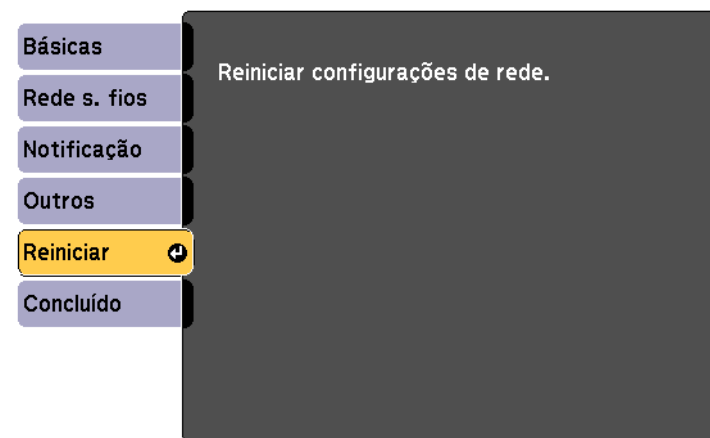 Básicas
Rede s. fios
Notificação
Outros
Reiniciar
Concluído
Reiniciar configurações de rede.